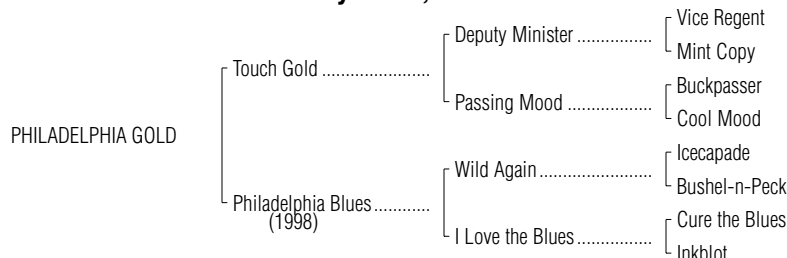 Vice Regent
Deputy Minister ..................
Mint Copy
Touch Gold ........................
Buckpasser
Passing Mood ....................
Cool Mood
PHILADELPHIA GOLD
Icecapade
Wild Again ........................
Bushel-n-Peck
Philadelphia Blues ............
(1998)
Cure the Blues
I Love the Blues .................
Inkblot